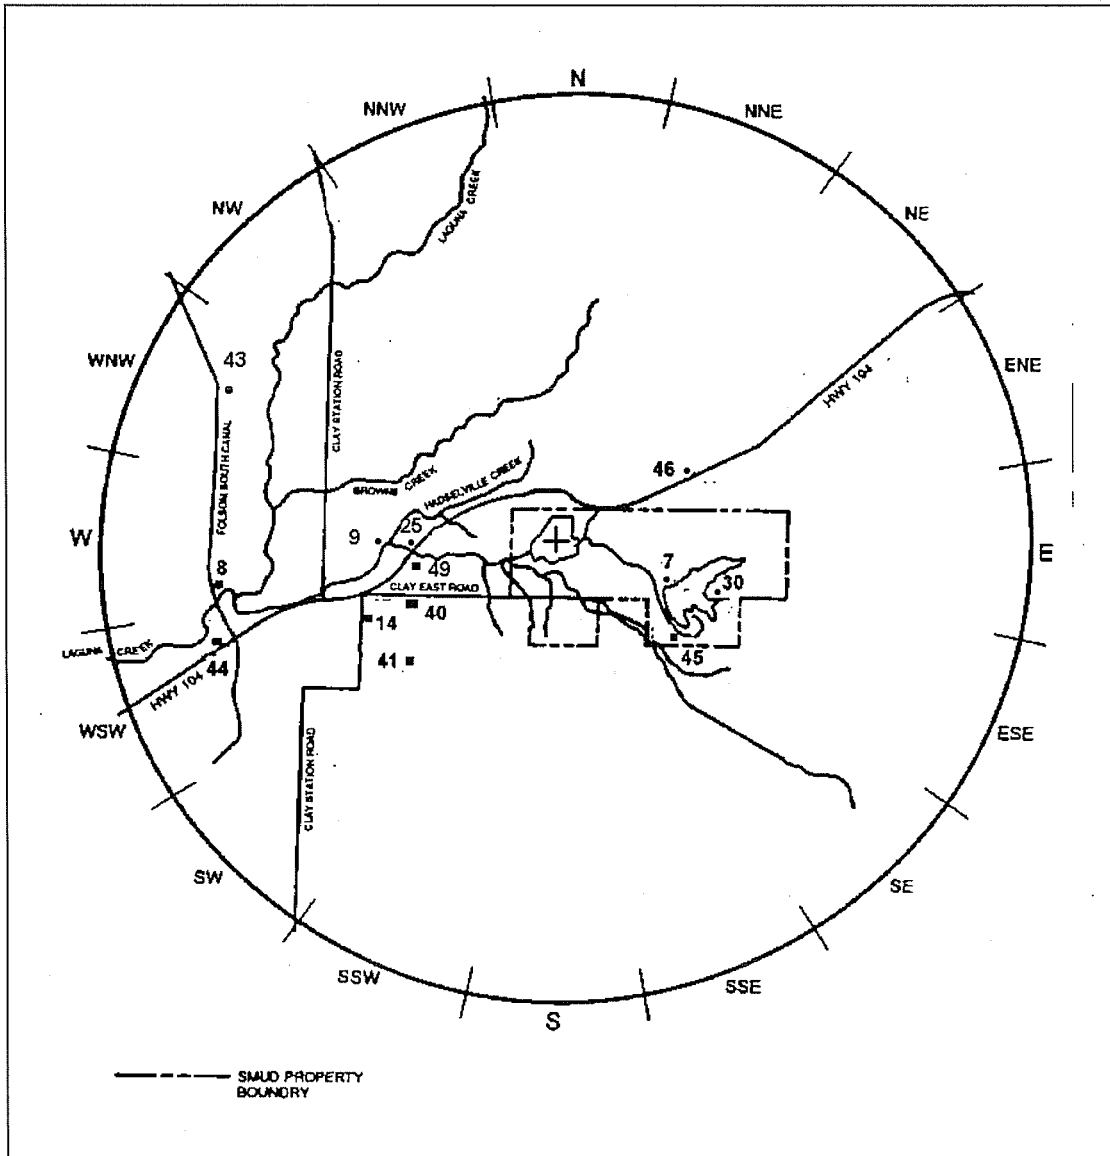 N
NNW
NNE
NW
NE
LAGUNA CREEK
WNW
43
ENE
HWY 104
CLAY STATION ROAD
FOLSOM SOUTH CANAL
46
BROWNS CREEK
HADSELVILLE CREEK
W
9
25
E
8
49
7
30
CLAY EAST ROAD
40
14
LAGUNA CREEK
44
41
45
HWY 104
WSW
ESE
CLAY STATION ROAD
SW
SE
SSW
SSE
S
SMUD PROPERTY
BOUNDRY